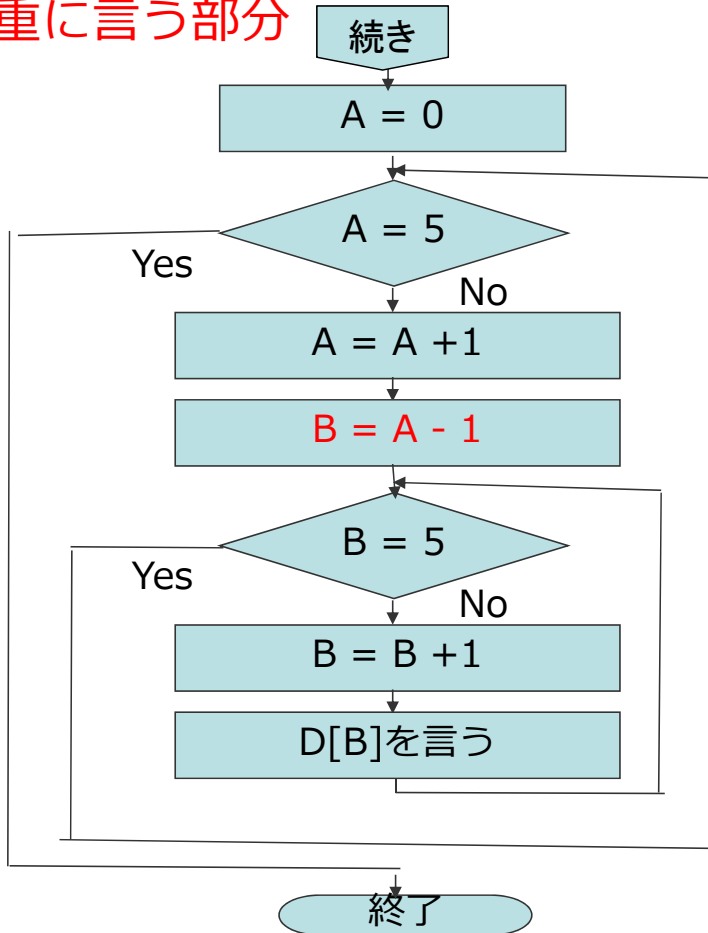 重に言う部分
続き
A = 0
A = 5
Yes
No
A = A +1
B = A - 1
B = 5
Yes
No
B = B +1
D[B]を言う
終了